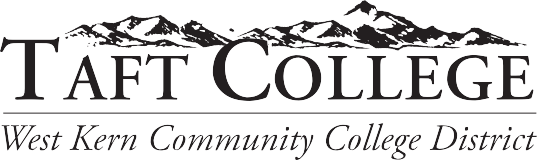 TAFT COLLEGE
West Kern Community College District